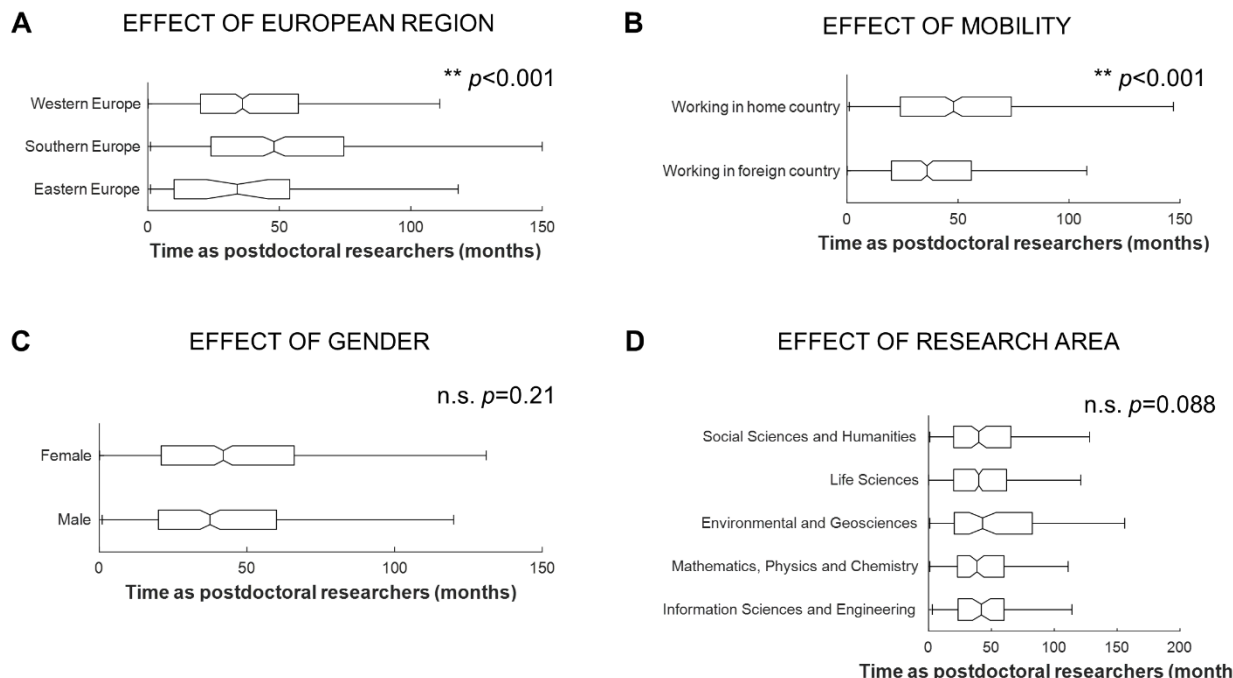 A EFFECT OF EUROPEAN REGION
** p<0.001
Western Europe
Southern Europe
Eastern Europe
0 50 100 150
Time as postdoctoral researchers (months)
B EFFECT OF MOBILITY
** p<0.001
Working in home country
Working in foreign country
0 50 100 150
Time as postdoctoral researchers (months)
C EFFECT OF GENDER
n.s. p=0.21
Female
Male
0 50 100 150
Time as postdoctoral researchers (months)
D EFFECT OF RESEARCH AREA
n.s. p=0.088
Social Sciences and Humanities
Life Sciences
Environmental and Geosciences
Mathematics, Physics and Chemistry
Information Sciences and Engineering
0 50 100 150 200
Time as postdoctoral researchers (month